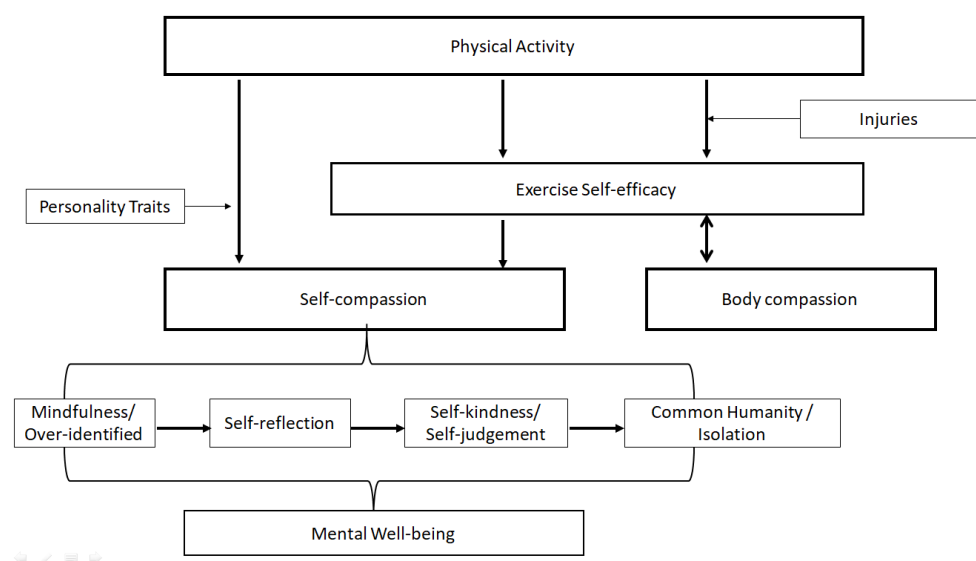 Physical Activity
Injuries
Exercise Self-efficacy
Personality Traits
Self-compassion
Body compassion
Mindfulness/
Over-identified
Self-reflection
Self-kindness/
Self-judgement
Common Humanity /
Isolation
Mental Well-being